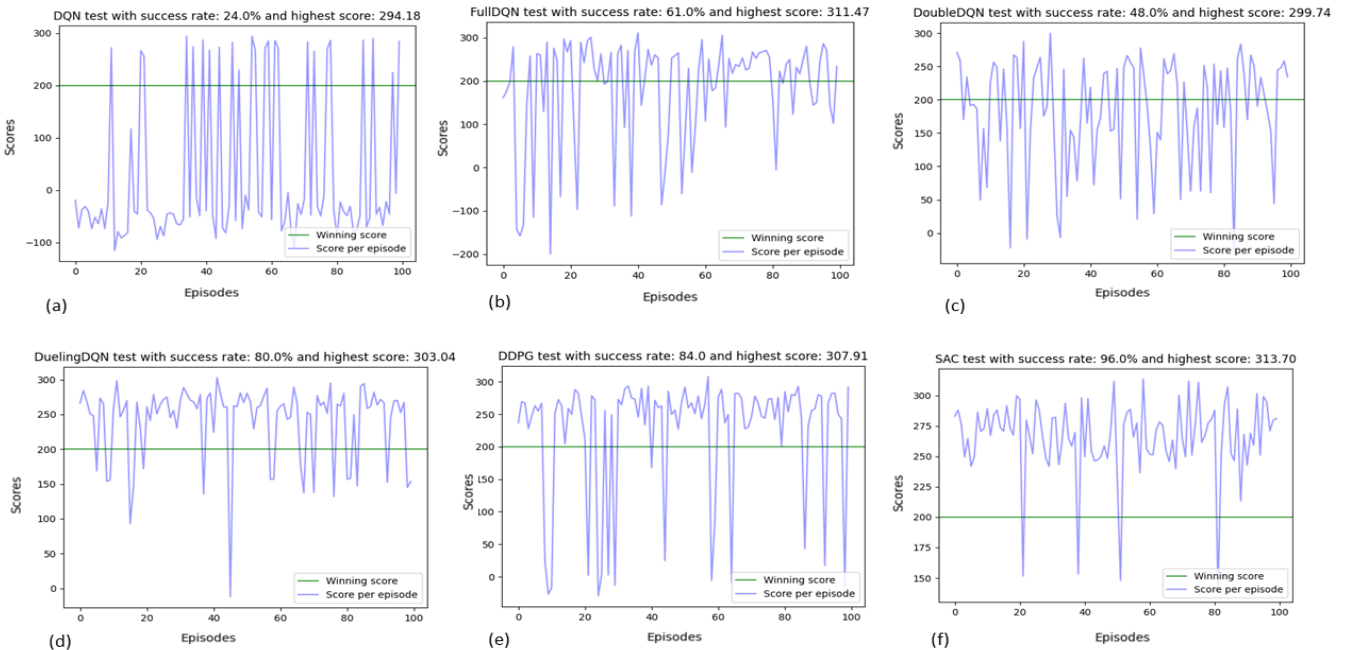 DQN test with success rate: 24.0% and highest score: 294.18
300
200
100
0
−100
Scores
0 20 40 60 80 100
Episodes
Winning score
Score per episode
(a)
FullDQN test with success rate: 61.0% and highest score: 311.47
300
200
100
0
−100
−200
Scores
0 20 40 60 80 100
Episodes
Winning score
Score per episode
(b)
DoubleDQN test with success rate: 48.0% and highest score: 299.74
300
250
200
150
100
50
0
Scores
0 20 40 60 80 100
Episodes
Winning score
Score per episode
(c)
DuelingDQN test with success rate: 80.0% and highest score: 303.04
300
250
200
150
100
50
0
Scores
0 20 40 60 80 100
Episodes
Winning score
Score per episode
(d)
DDPG test with success rate: 84.0 and highest score: 307.91
300
250
200
150
100
50
0
Scores
0 20 40 60 80 100
Episodes
Winning score
Score per episode
(e)
SAC test with success rate: 96.0% and highest score: 313.70
300
275
250
225
200
175
150
Scores
0 20 40 60 80 100
Episodes
Winning score
Score per episode
(f)